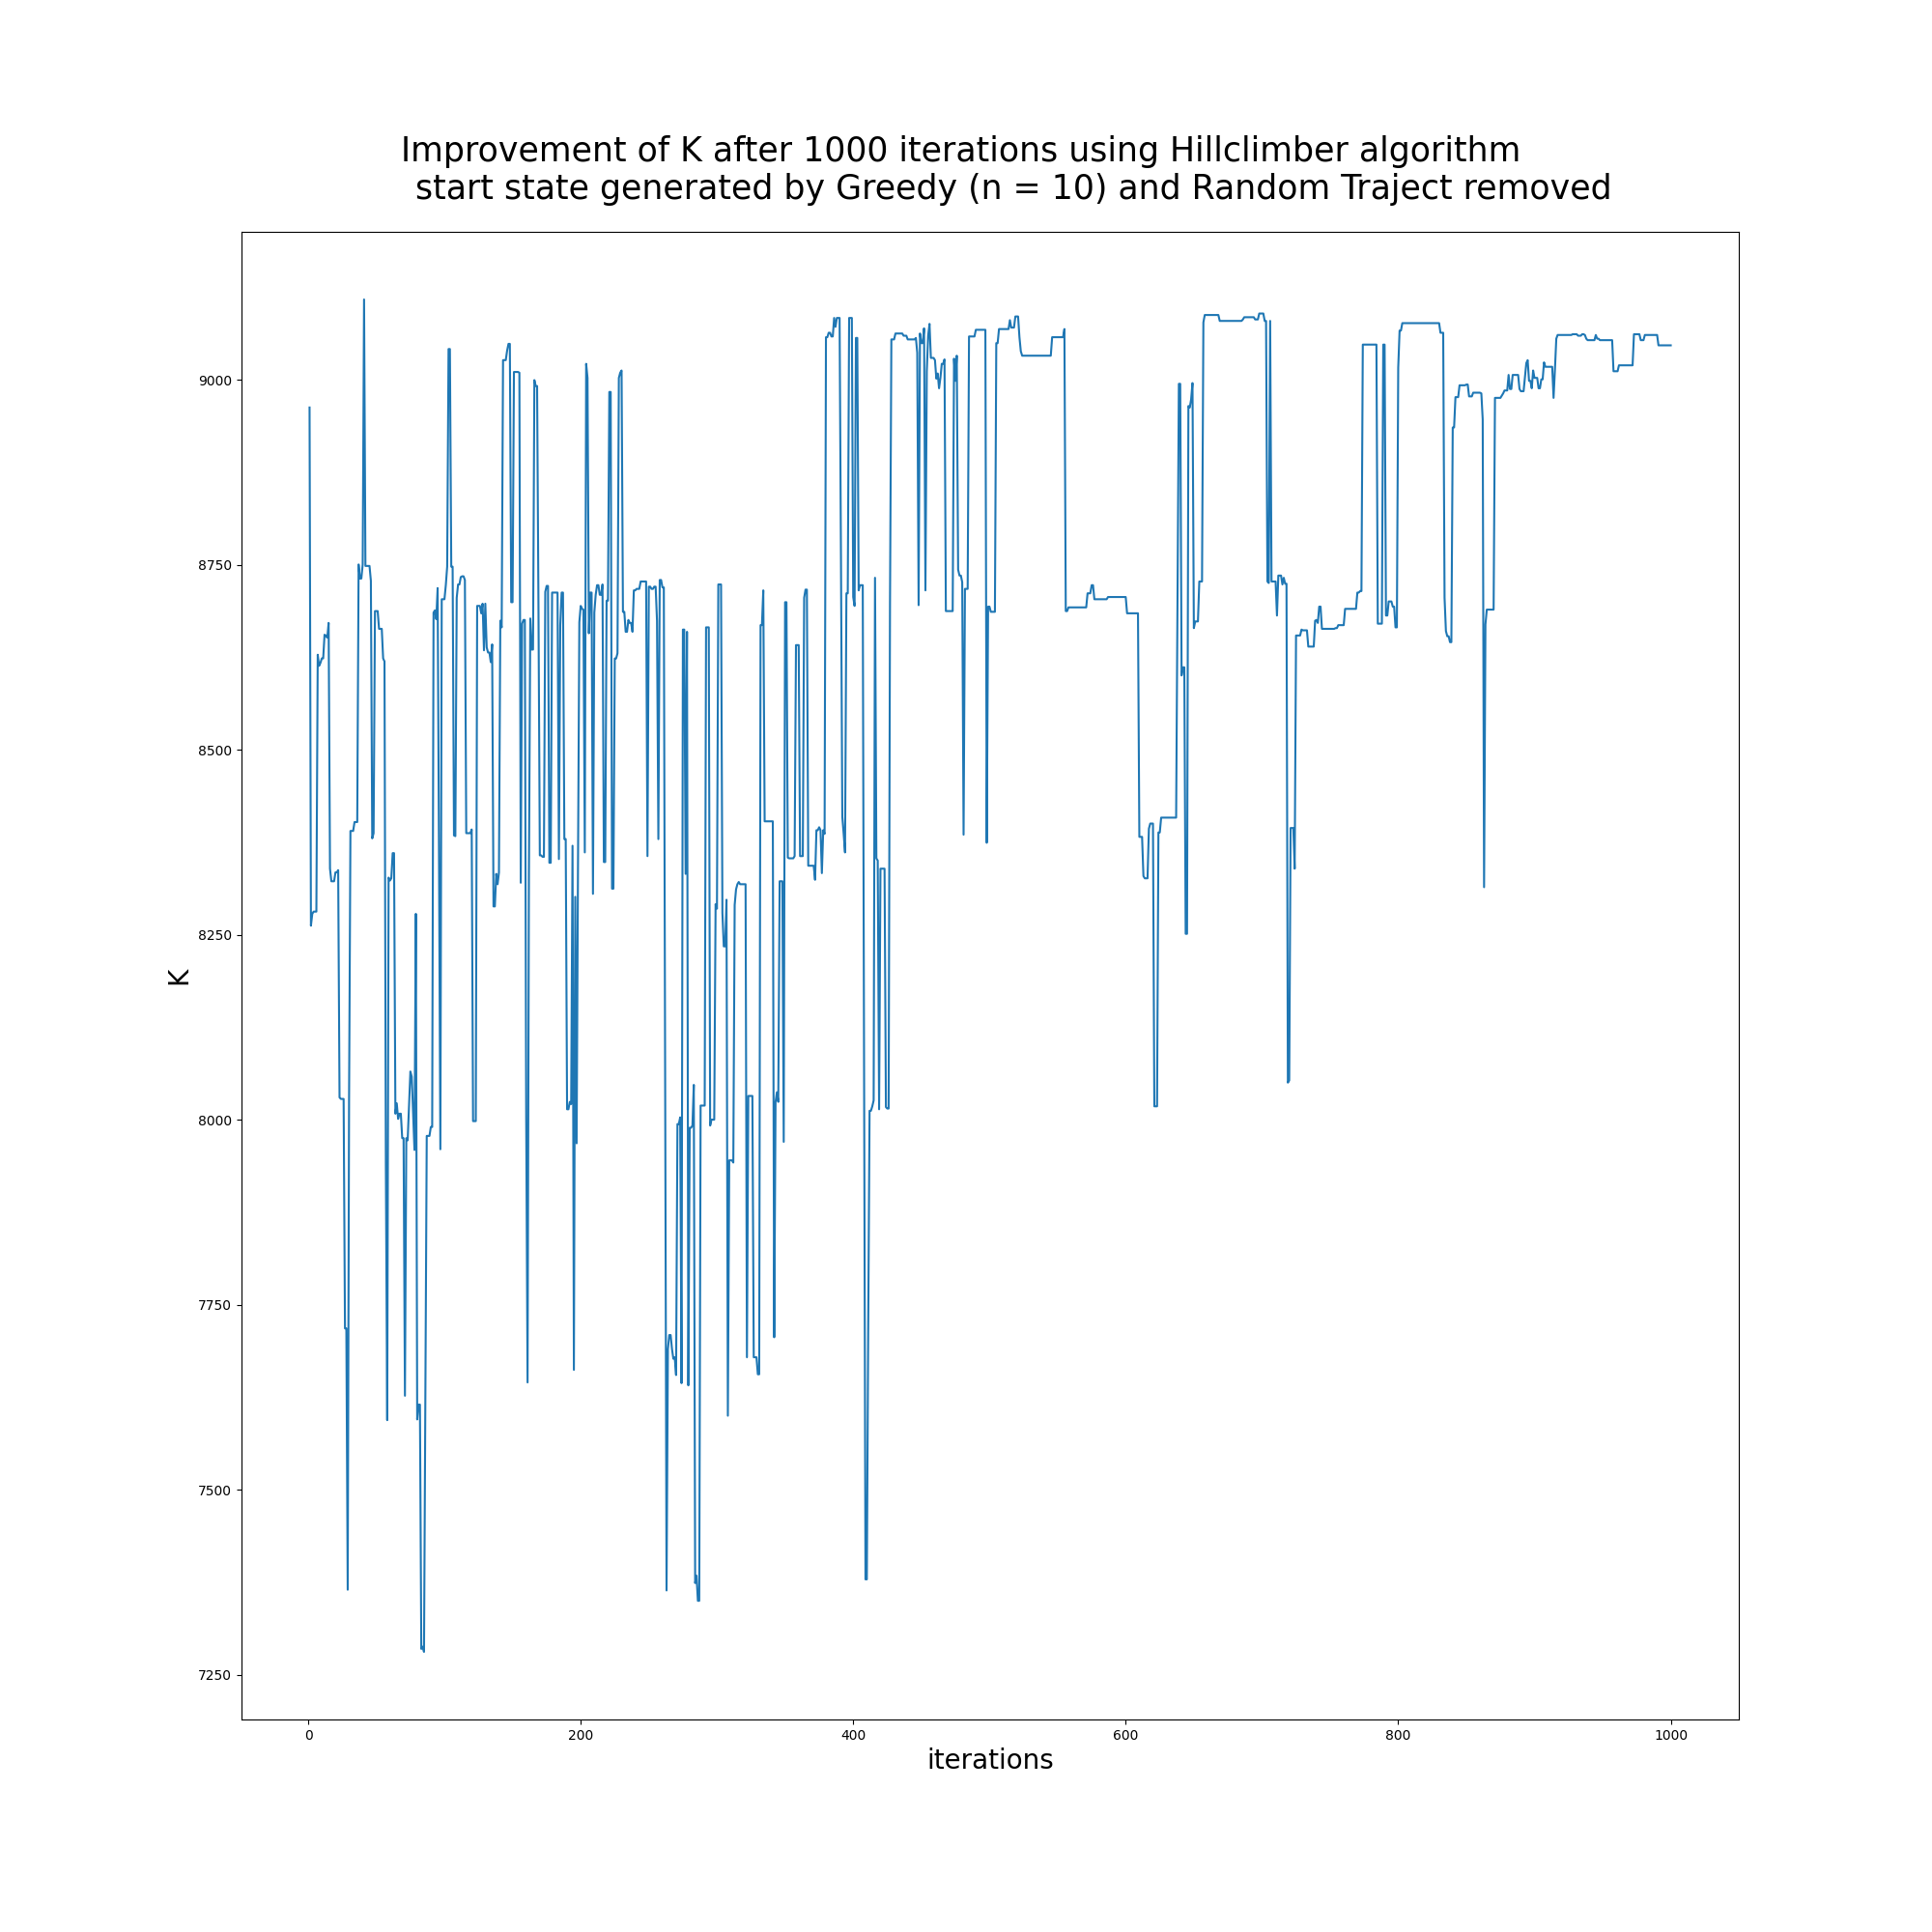 Improvement of K after 1000 iterations using Hillclimber algorithm
start state generated by Greedy (n = 10) and Random Traject removed
9000
8750
8500
8250
8000
7750
7500
7250
K
0 200 400 600 800 1000
iterations